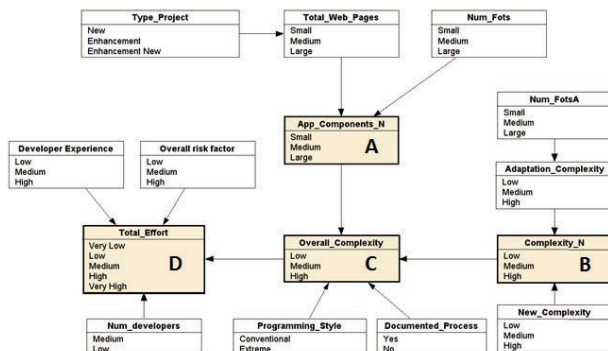 Type_Project
New
Enhancement
Enhancement New
Total_Web_Pages
Small
Medium
Large
Num_Fots
Small
Medium
Large
Num_FotsA
Small
Medium
Large
App_Components_N
Small
Medium
Large
A
Developer Experience
Low
Medium
High
Overall risk factor
Low
Medium
High
Adaptation_Complexity
Low
Medium
High
Total_Effort
Very Low
Low
Medium
High
Very High
D
Overall_Complexity
Low
Medium
High
C
Complexity_N
Low
Medium
High
B
Num_developers
Medium
Low
Programming_Style
Conventional
Extreme
Documented_Process
Yes
No
New_Complexity
Low
Medium
High